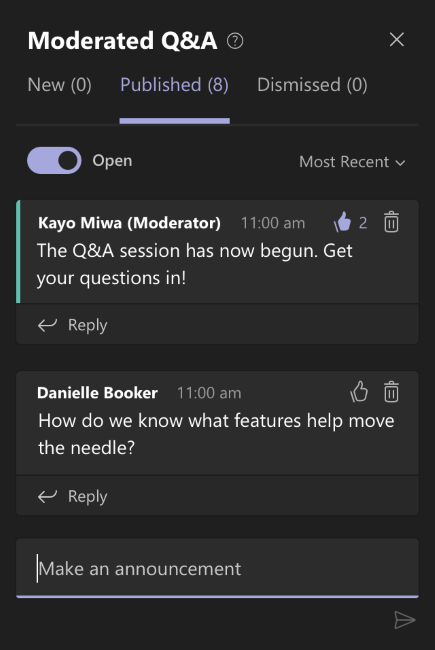 Moderated Q&A ?
New (0) Published (8) Dismissed (0)
Open Most Recent
Kayo Miwa (Moderator) 11:00 am 2
The Q&A session has now begun. Get
your questions in!
Reply
Danielle Booker 11:00 am
How do we know what features help move
the needle?
Reply
Make an announcement